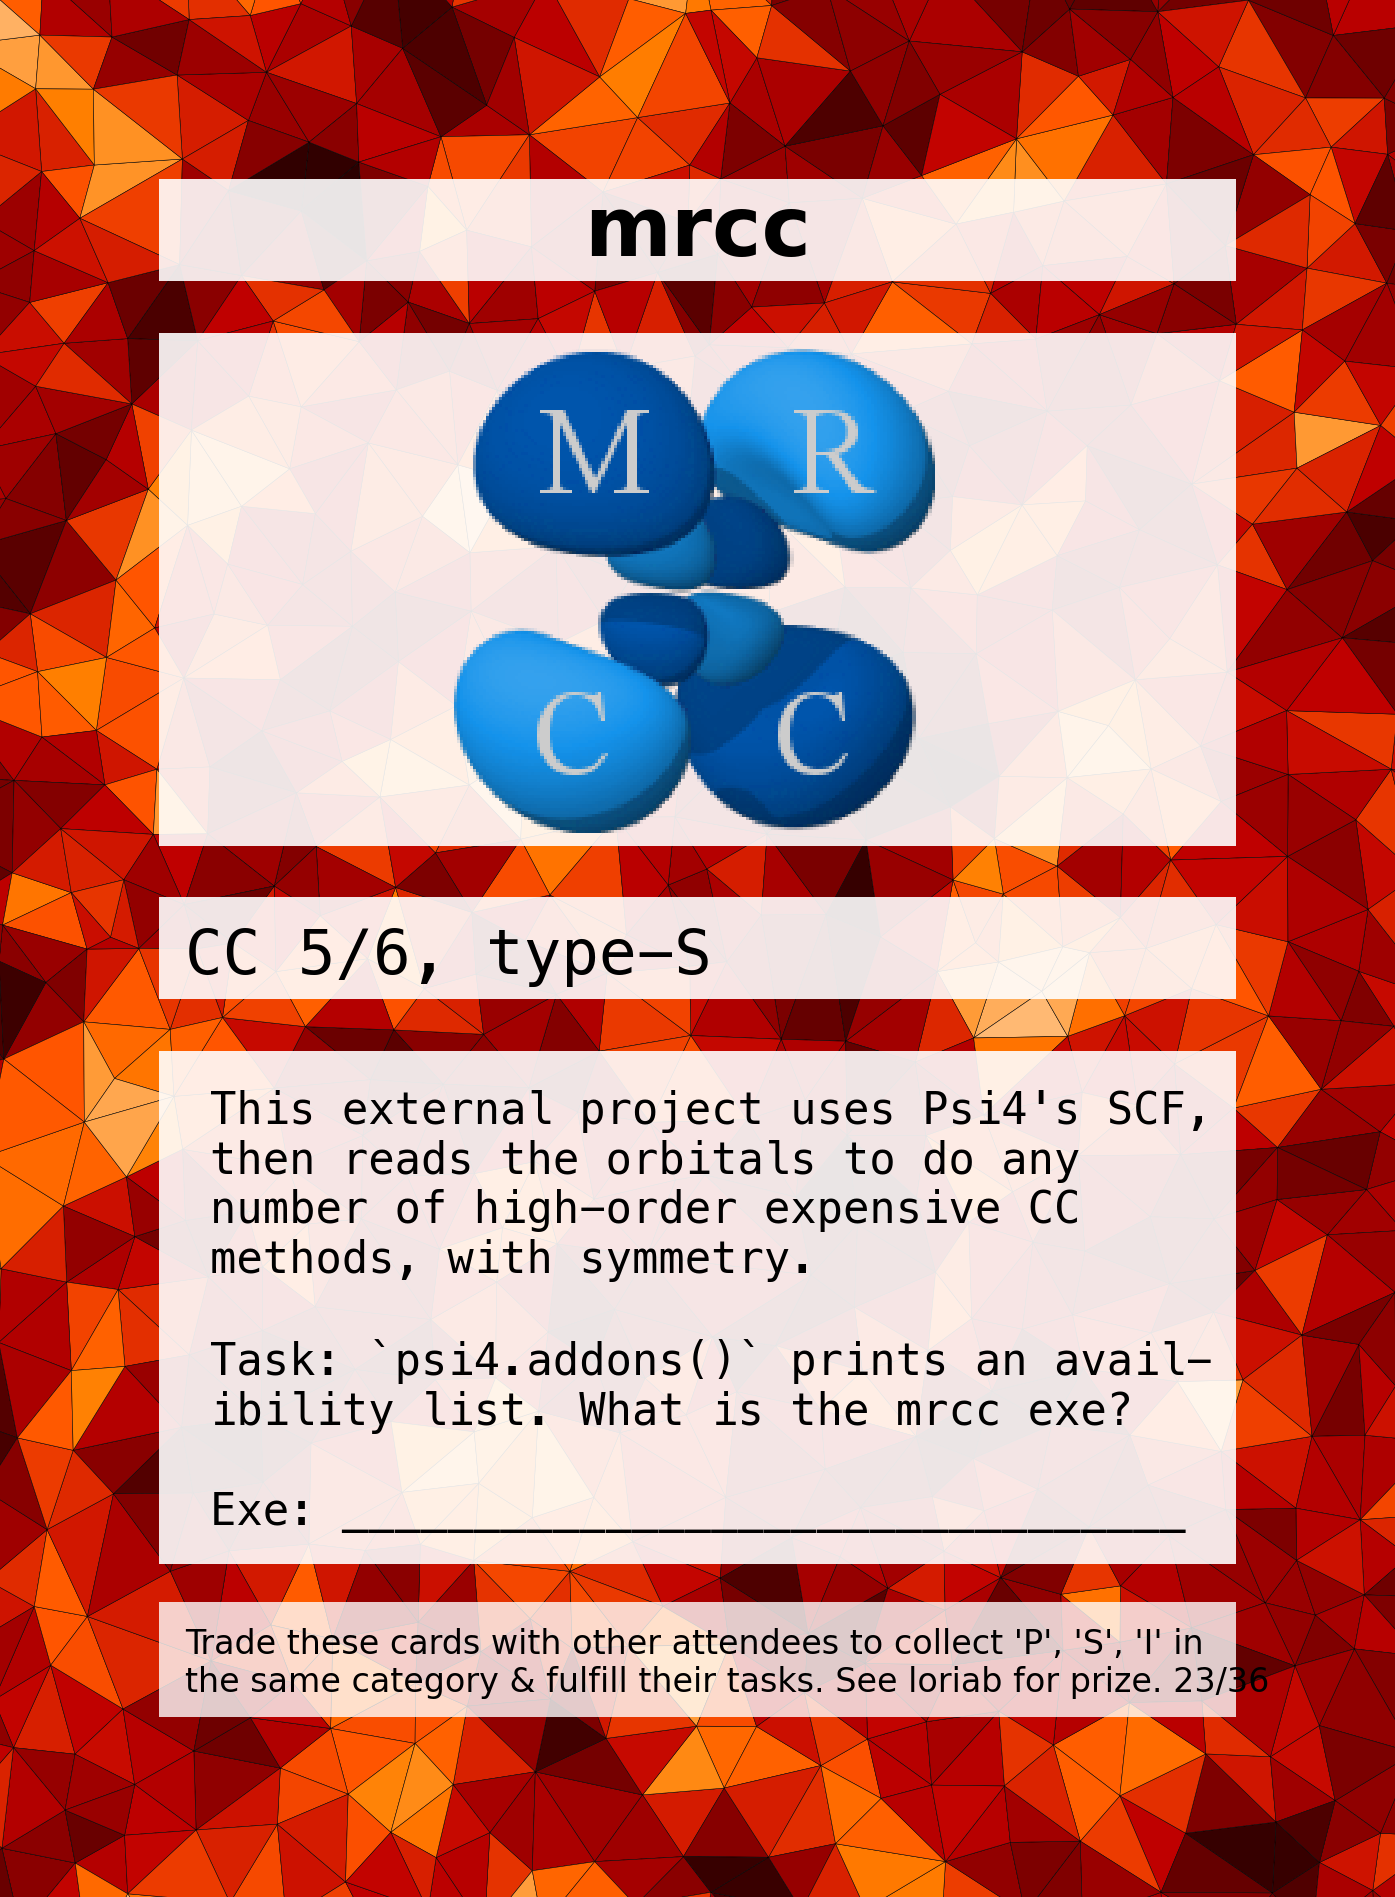 mrcc
M R
C C
CC 5/6, type−S
This external project uses Psi4's SCF,
then reads the orbitals to do any
number of high−order expensive CC
methods, with symmetry.
Task: `psi4.addons()` prints an avail−
ibility list. What is the mrcc exe?
Exe: ________________________________
Trade these cards with other attendees to collect 'P', 'S', 'I' in
the same category & fulfill their tasks. See loriab for prize. 23/36